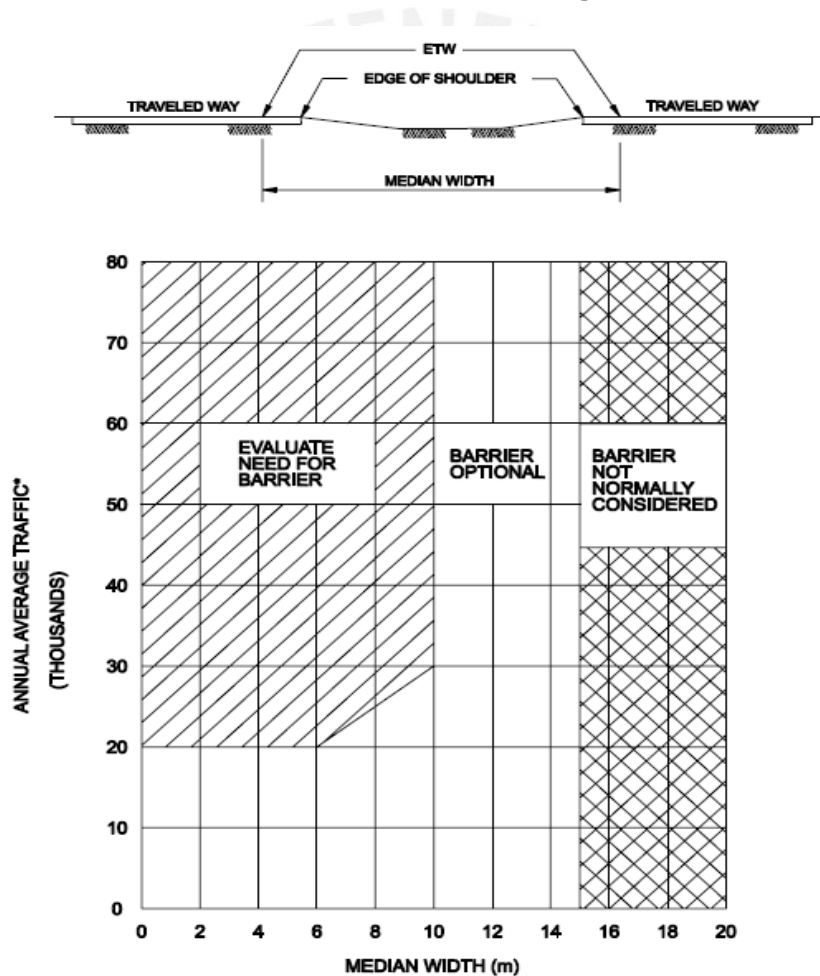 ETW
EDGE OF SHOULDER
TRAVELED WAY
TRAVELED WAY
MEDIAN WIDTH
80
70
60
50
40
30
20
10
0
ANNUAL AVERAGE TRAFFIC*
(THOUSANDS)
EVALUATE
NEED FOR
BARRIER
BARRIER
OPTIONAL
BARRIER
NOT
NORMALLY
CONSIDERED
0 2 4 6 8 10 12 14 16 18 20
MEDIAN WIDTH (m)